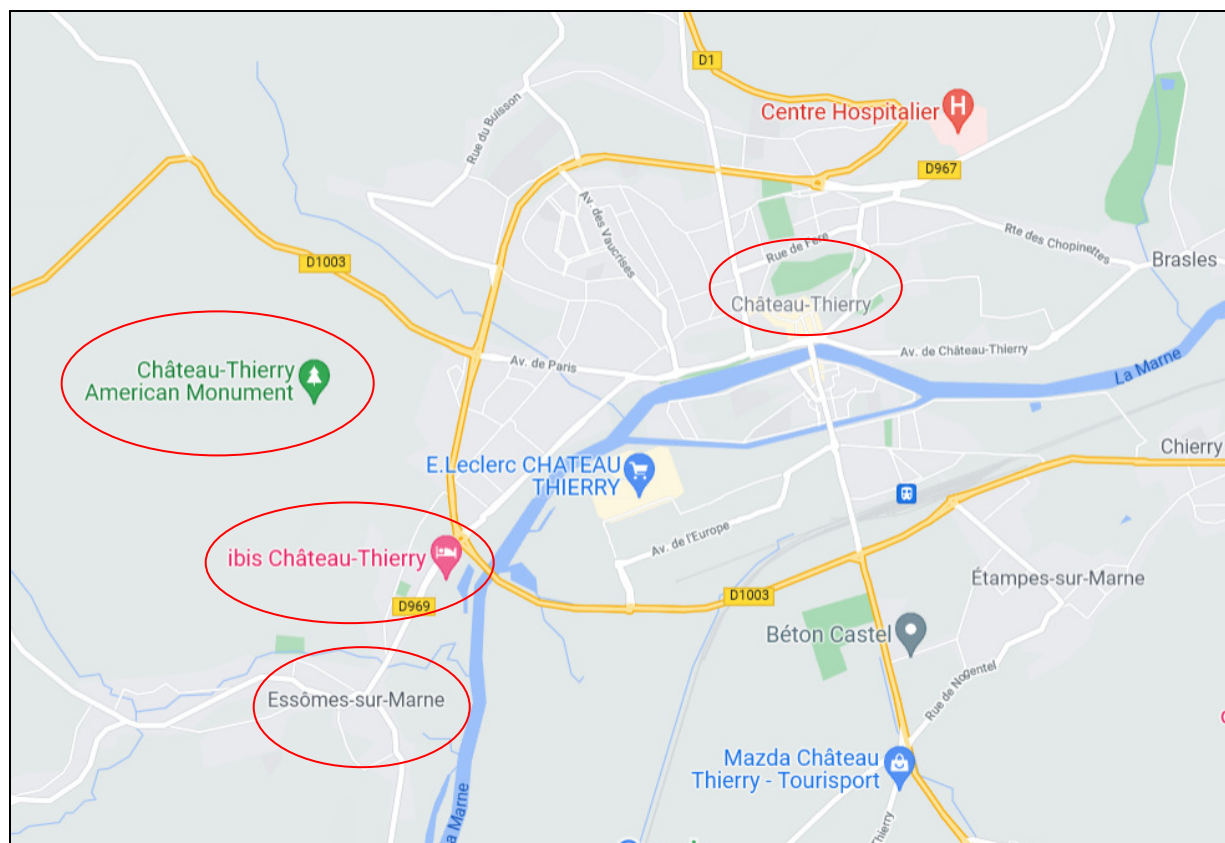 D1
Centre Hospitalier
H
Rue du Buisson
D967
Av. des Vaucrises
Rte des Chopinettes
Rue de Fère
Brasles
D1003
Château-Thierry
Av. de Château-Thierry
La Marne
Av. de Paris
Château-Thierry
American Monument
Chierry
E.Leclerc CHATEAU
THIERRY
Av. de l'Europe
ibis Château-Thierry
Étampes-sur-Marne
D1003
D969
Béton Castel
Essômes-sur-Marne
Rue de Nogentel
Mazda Château
Thierry - Tourisport
a Marne
Thierry